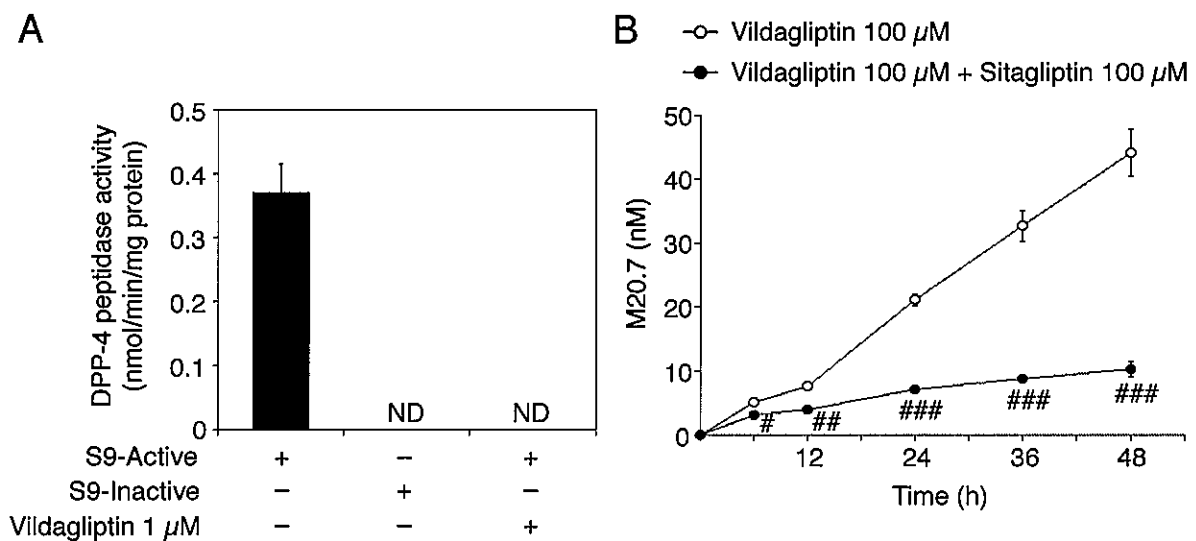 A
DPP-4 peptidase activity
(nmol/min/mg protein)
0.5
0.4
0.3
0.2
0.1
0
ND
ND
S9-Active + – +
S9-Inactive – + –
Vildagliptin 1 µM – – +
B
Vildagliptin 100 µM
Vildagliptin 100 µM + Sitagliptin 100 µM
M20.7 (nM)
50
40
30
20
10
0
#
##
###
###
###
12 24 36 48
Time (h)